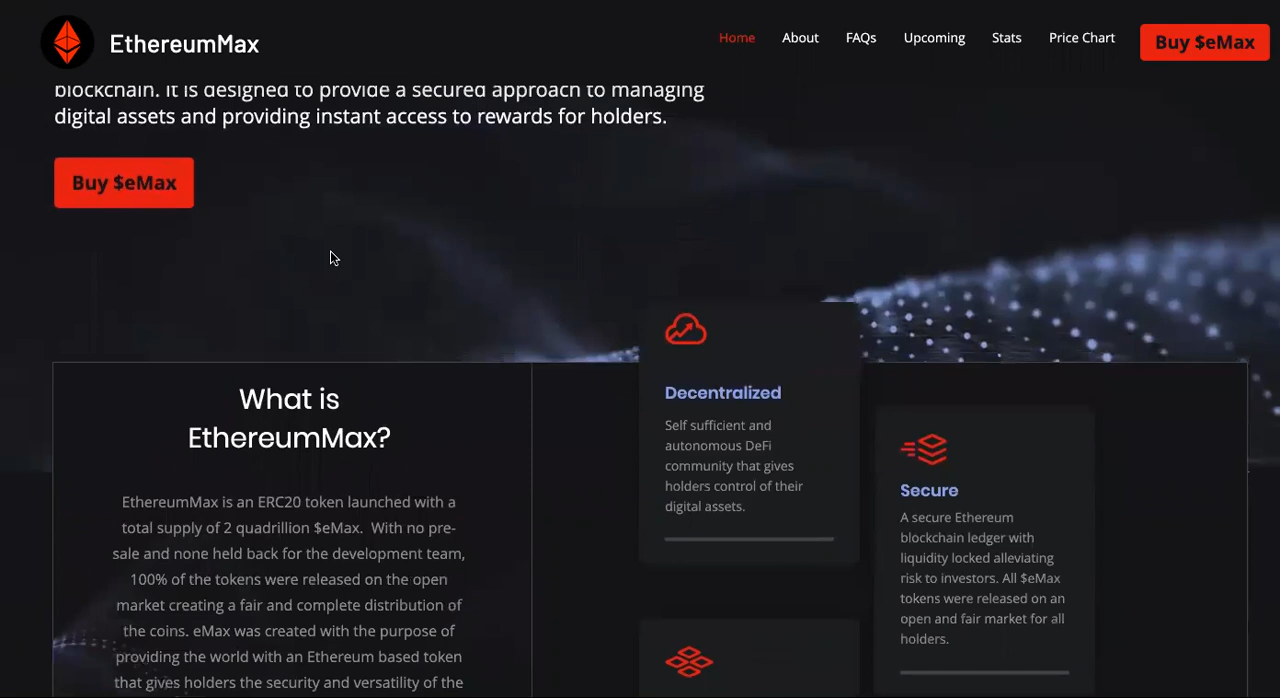 EthereumMax
Home
About
FAQs
Upcoming
Stats
Price Chart
Buy $eMax
blockchain. It is designed to provide a secured approach to managing
digital assets and providing instant access to rewards for holders.
Buy $eMax
What is
EthereumMax?
EthereumMax is an ERC20 token launched with a
total supply of 2 quadrillion $eMax. With no pre-
sale and none held back for the development team,
100% of the tokens were released on the open
market creating a fair and complete distribution of
the coins. eMax was created with the purpose of
providing the world with an Ethereum based token
that gives holders the security and versatility of the
Decentralized
Self sufficient and
autonomous DeFi
community that gives
holders control of their
digital assets.
Secure
A secure Ethereum
blockchain ledger with
liquidity locked alleviating
risk to investors. All $eMax
tokens were released on an
open and fair market for all
holders.